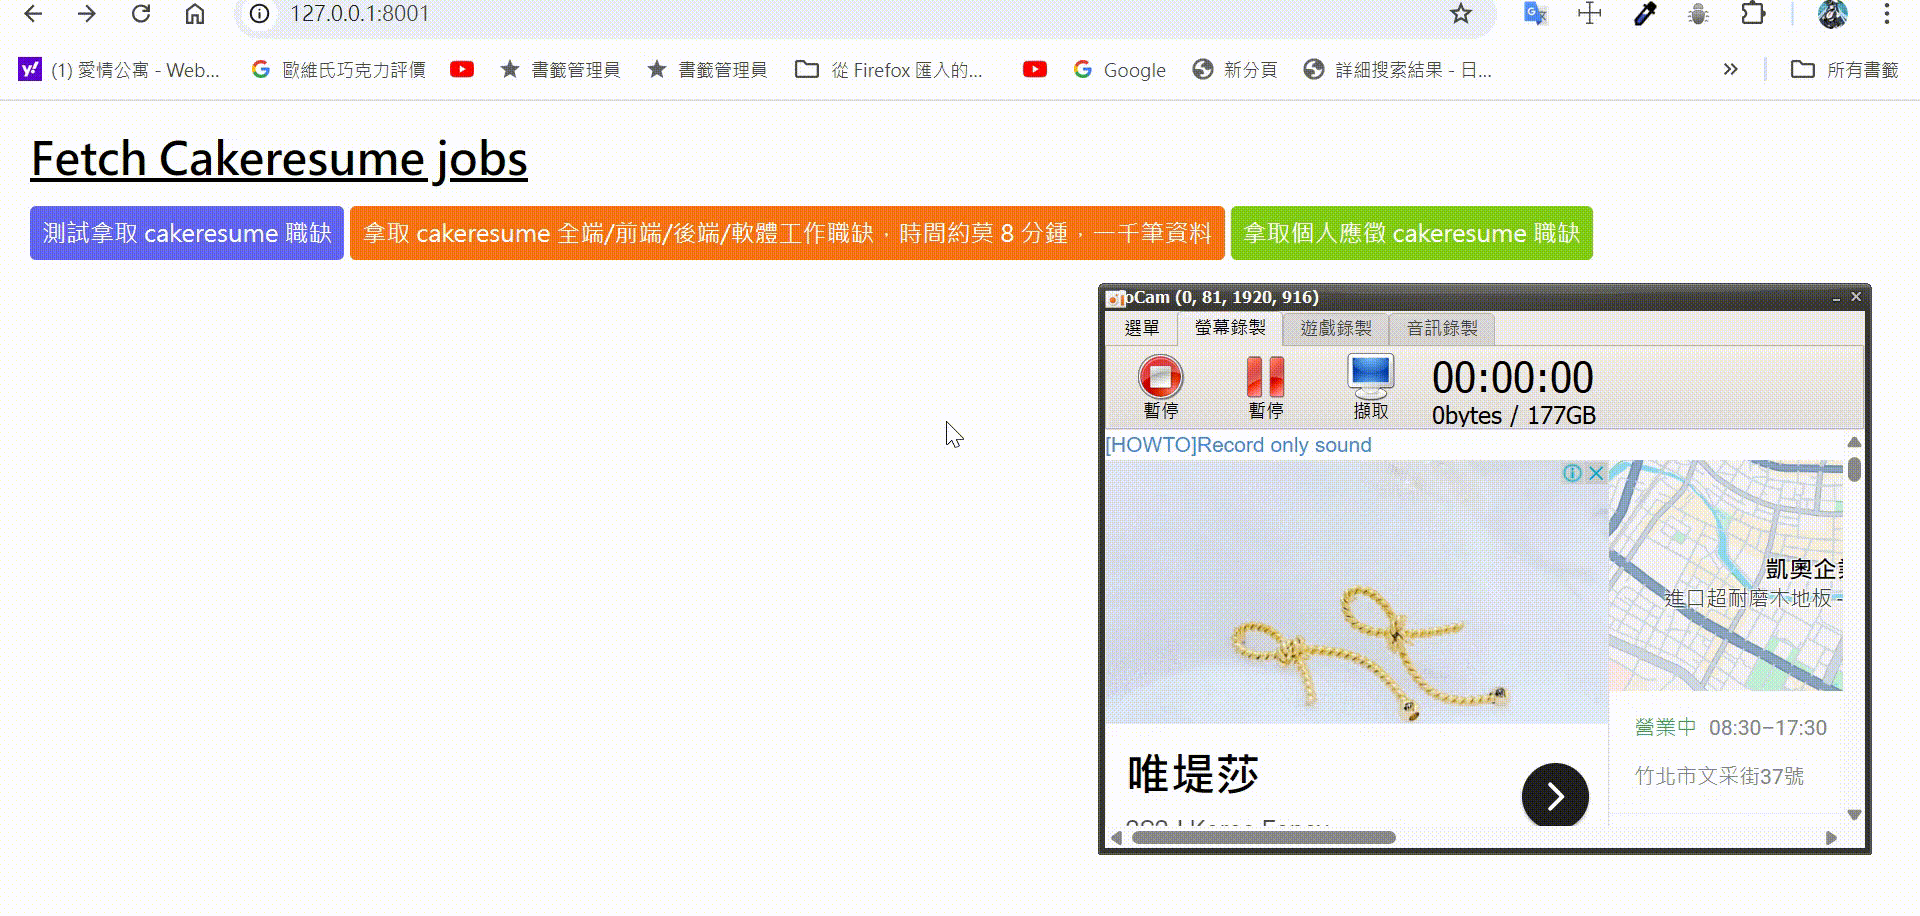 127.0.0.1:8001
(1) 愛情公寓 - Web...
歐維氏巧克力評價
書籤管理員
書籤管理員
從 Firefox 匯入的...
Google
新分頁
詳細搜索結果 - 日...
所有書籤
Fetch Cakeresume jobs
測試拿取 cakeresume 職缺
拿取 cakeresume 全端/前端/後端/軟體工作職缺，時間約莫 8 分鍾，一千筆資料
拿取個人應徵 cakeresume 職缺
oCam (0, 81, 1920, 916)
選單
螢幕錄製
遊戲錄製
音訊錄製
暫停
暫停
擷取
00:00:00
0bytes / 177GB
[HOWTO]Record only sound
凱奧企
進口超耐磨木地板 -
營業中 08:30–17:30
竹北市文采街37號
唯堤莎